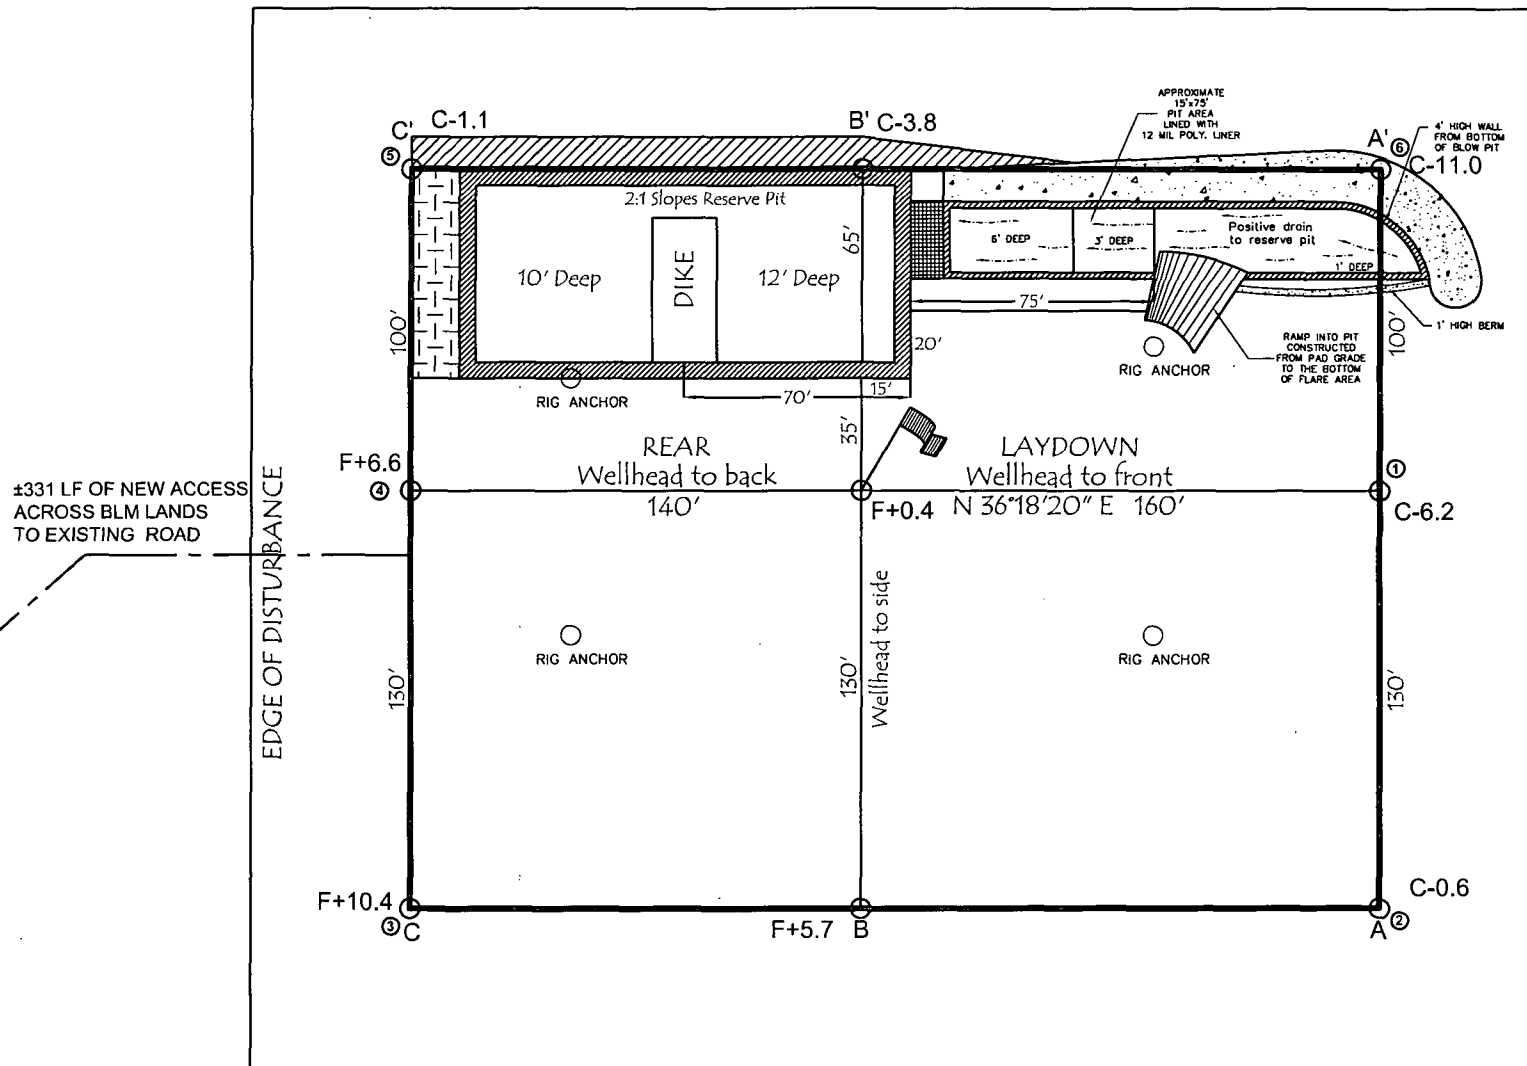 APPROXIMATE
15'x75'
PIT AREA
LINED WITH
12 MIL POLY. LINER
4' HIGH WALL
FROM BOTTOM
OF BLOW PIT
C' C-1.1
B' C-3.8
A' ⑥
C-11.0
⑤
2:1 Slopes Reserve Pit
65'
6' DEEP
3' DEEP
Positive drain
to reserve pit
1' DEEP
10' Deep
DIKE
12' Deep
75'
1' HIGH BERM
100'
20'
100'
RAMP INTO PIT
CONSTRUCTED
FROM PAD GRADE
TO THE BOTTOM
OF FLARE AREA
RIG ANCHOR
RIG ANCHOR
70'
15'
35'
REAR
Wellhead to back
140'
LAYDOWN
Wellhead to front
N 36°18'20" E 160'
F+6.6
④
①
F+0.4
C-6.2
±331 LF OF NEW ACCESS
ACROSS BLM LANDS
TO EXISTING ROAD
EDGE OF DISTURBANCE
RIG ANCHOR
RIG ANCHOR
130'
130'
Wellhead to side
130'
F+10.4
③ C
F+5.7 B
C-0.6
A ②